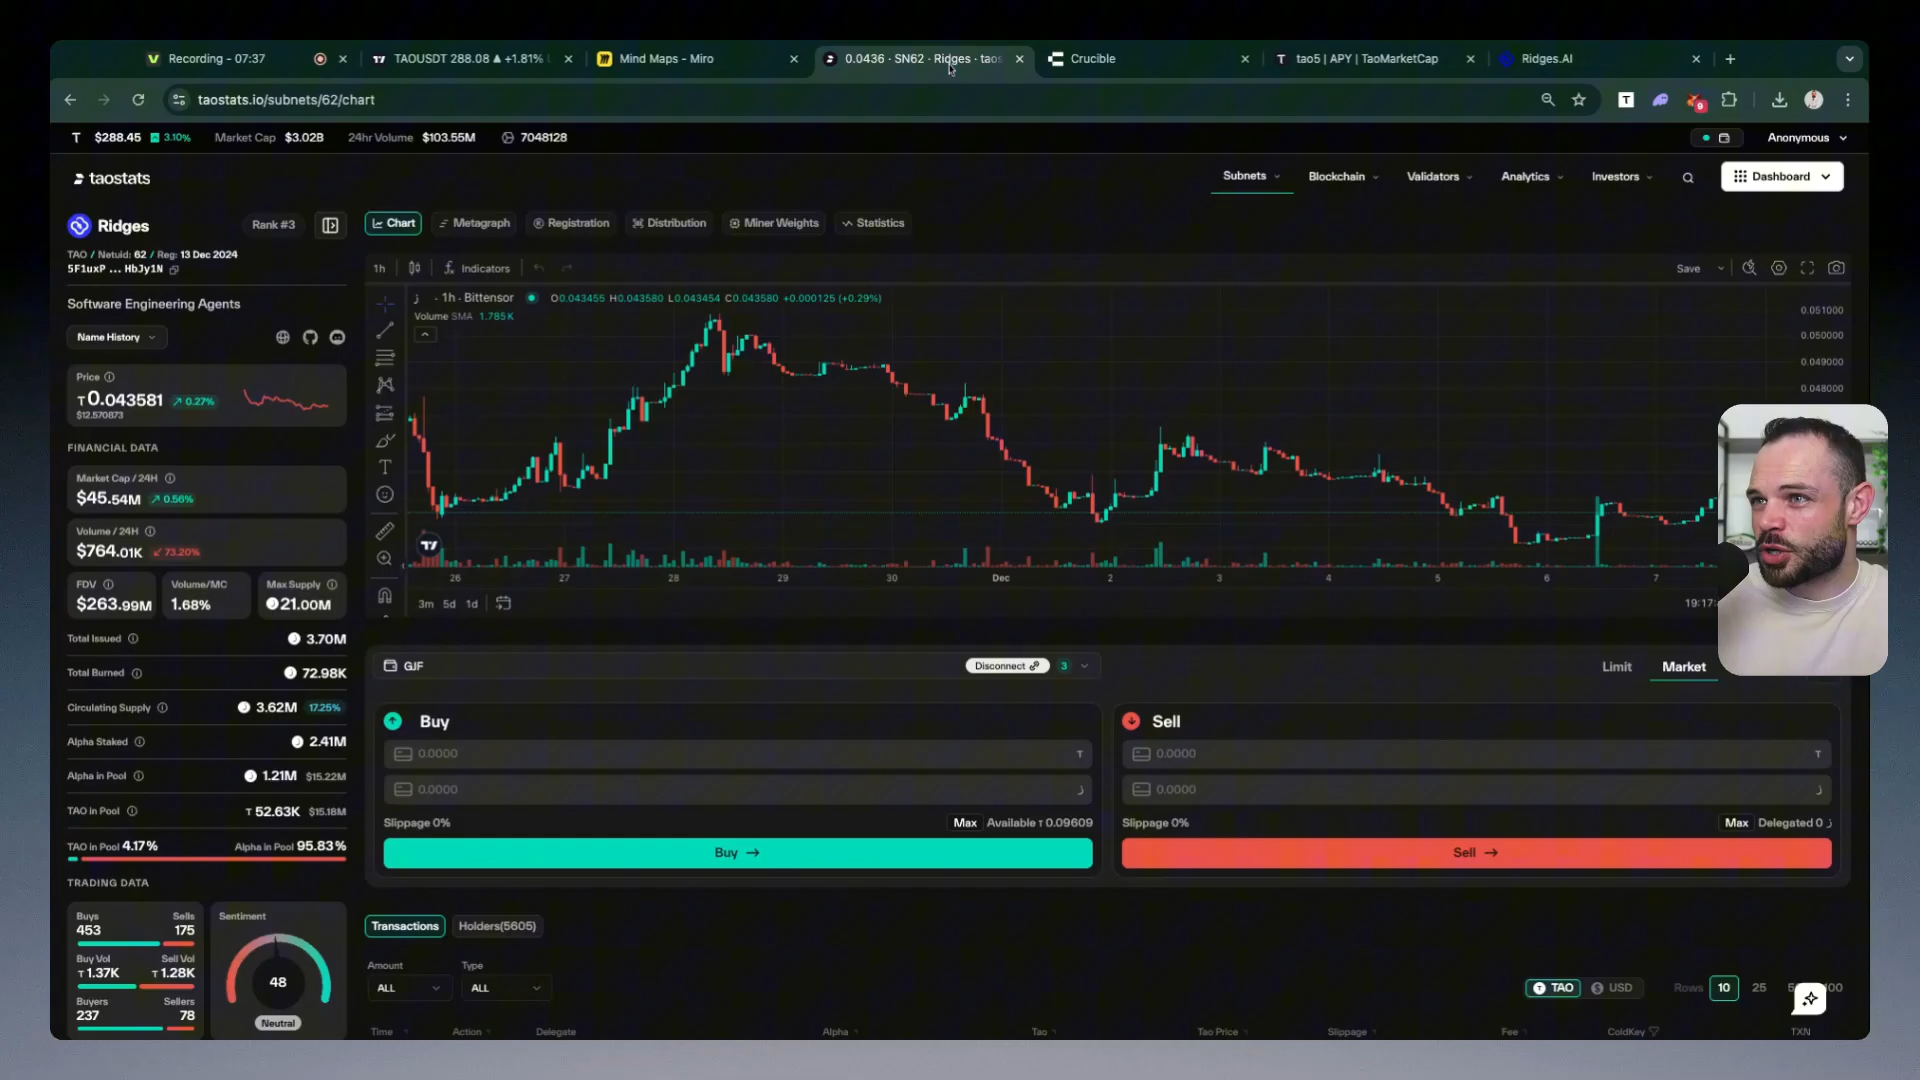 Recording - 07:37
TAOUSDT 288.08 ▲ +1.81%
Mind Maps - Miro
0.0436 · SN62 · Ridges · taos
Crucible
tao5 | APY | TaoMarketCap
Ridges.AI
taostats.io/subnets/62/chart
9
$288.45 3.10% Market Cap $3.02B 24hr Volume $103.55M 7048128
Anonymous
taostats
Subnets Blockchain Validators Analytics Investors Dashboard
Ridges Rank #3
TAO / Netuid: 62 / Reg: 13 Dec 2024
5F1uxP ... HbJy1N
Software Engineering Agents
Name History
Price
T0.043581 ↗ 0.27%
$12.570873
FINANCIAL DATA
Market Cap / 24H
$45.54M ↗ 0.56%
Volume / 24H
$764.01K ↙ 73.20%
FDV Volume/MC Max Supply
$263.99M 1.68% 21.00M
Total Issued 3.70M
Total Burned 72.98K
Circulating Supply 3.62M 17.25%
Alpha Staked 2.41M
Alpha in Pool 1.21M $15.22M
TAO in Pool T 52.63K $15.18M
TAO in Pool 4.17% Alpha in Pool 95.83%
TRADING DATA
Buys Sells
453 175
Buy Vol Sell Vol
T 1.37K T 1.28K
Buyers Sellers
237 78
Sentiment
48
Neutral
Chart Metagraph Registration Distribution Miner Weights Statistics
1h Indicators Save
· 1h · Bittensor O0.043455 H0.043580 L0.043454 C0.043580 +0.000125 (+0.29%)
Volume SMA 1.785K
0.051000
0.050000
0.049000
0.048000
26 27 28 29 30 Dec 2 3 4 5 6 7
3m 5d 1d
19:17:
GJF Disconnect 3
Limit Market
Buy
0.0000 T
0.0000
Slippage 0% Max Available T 0.09609
Buy →
Sell
0.0000 T
0.0000
Slippage 0% Max Delegated 0
Sell →
Transactions Holders(5605)
Amount Type
ALL ALL
TAO USD Rows 10 25
Time Action Delegate Alpha Tao Tao Price Slippage Fee ColdKey TXN